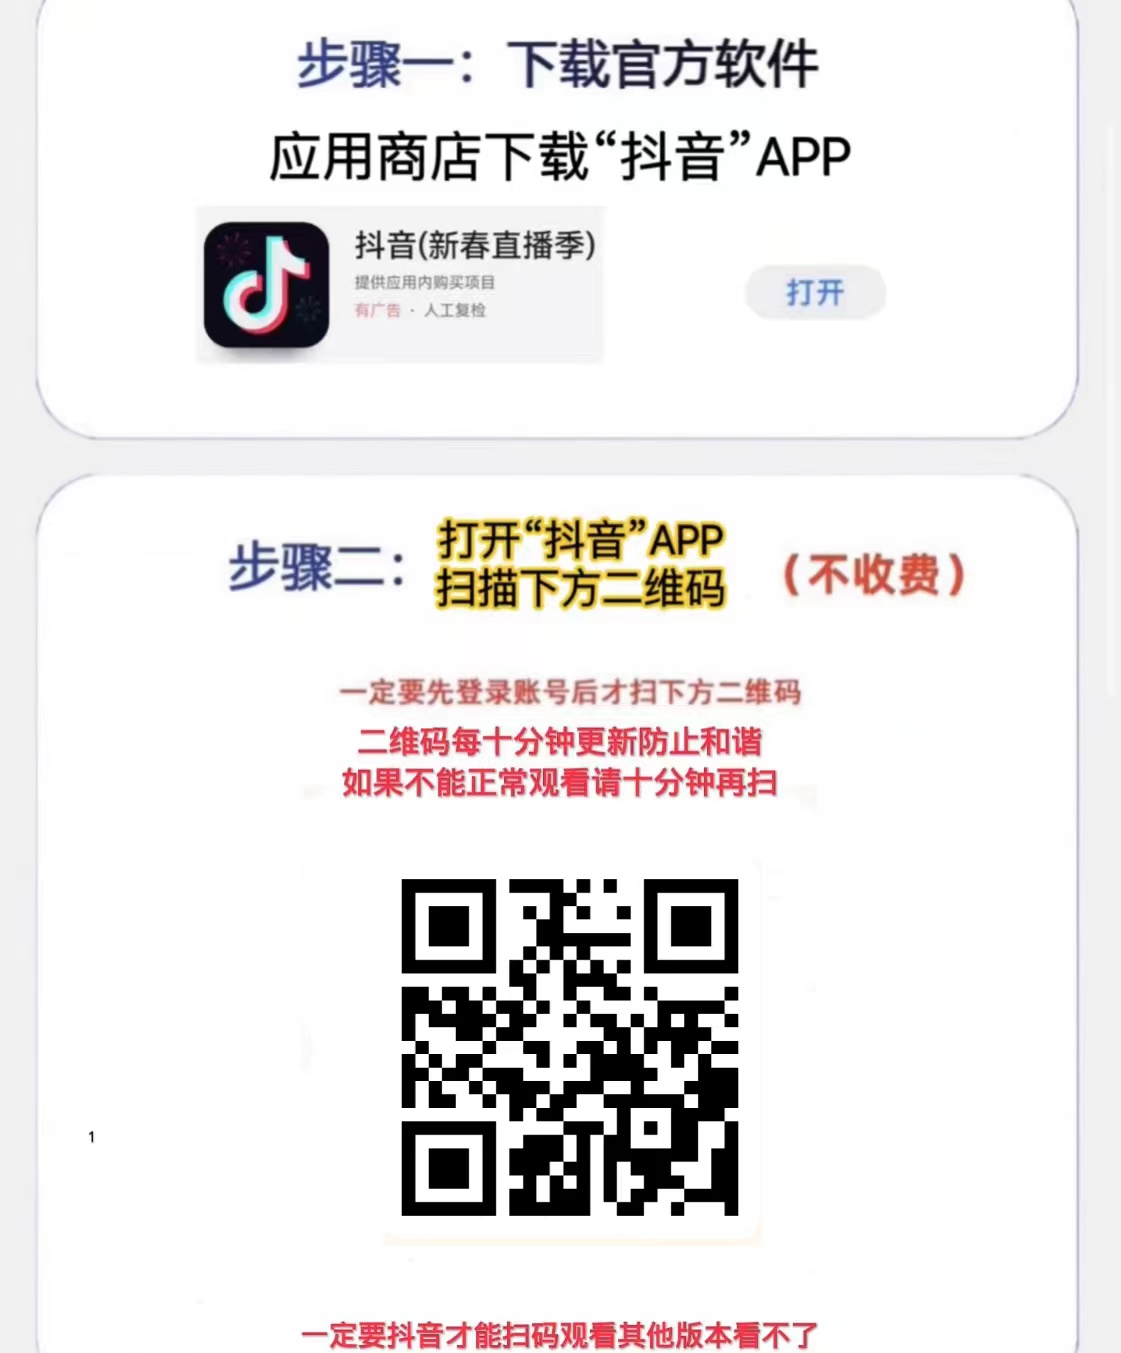 步骤一：下载官方软件
应用商店下载“抖音”APP
抖音(新春直播季)
提供应用内购买项目
有广告 · 人工复检
打开
步骤二：
打开“抖音”APP
扫描下方二维码
（不收费）
一定要先登录账号后才扫下方二维码
二维码每十分钟更新防止和谐
如果不能正常观看请十分钟再扫
1
一定要抖音才能扫码观看其他版本看不了